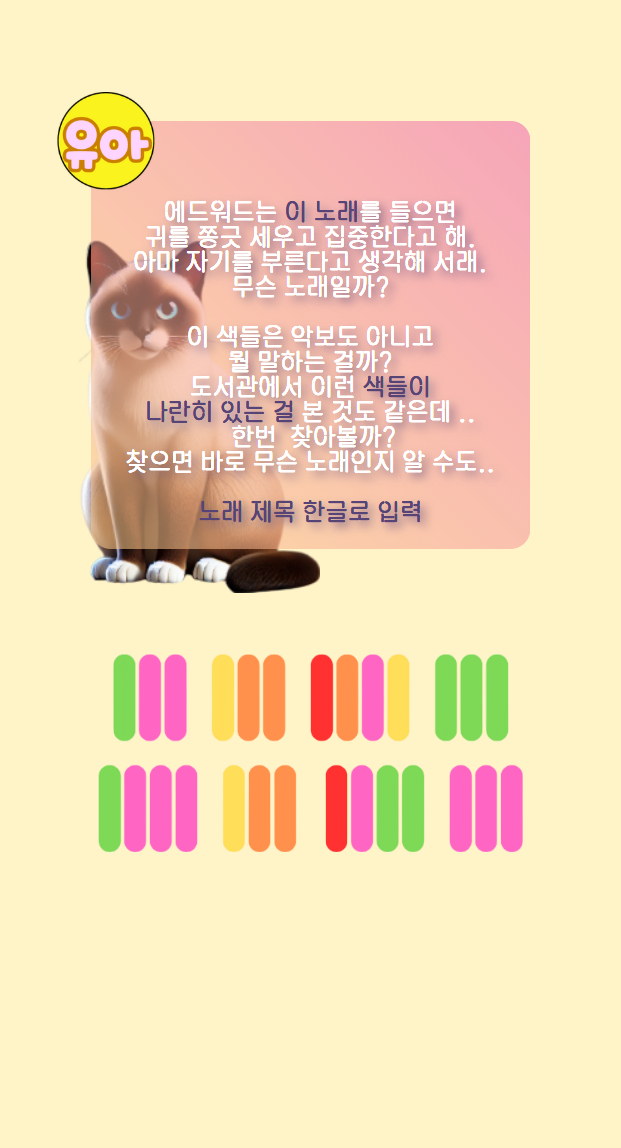 유아
에드워드는 이 노래를 들으면
귀를 쫑긋 세우고 집중한다고 해.
아마 자기를 부른다고 생각해 서래.
무슨 노래일까?
이 색들은 악보도 아니고
뭘 말하는 걸까?
도서관에서 이런 색들이
나란히 있는 걸 본 것도 같은데 ..
한번 찾아볼까?
찾으면 바로 무슨 노래인지 알 수도..
노래 제목 한글로 입력